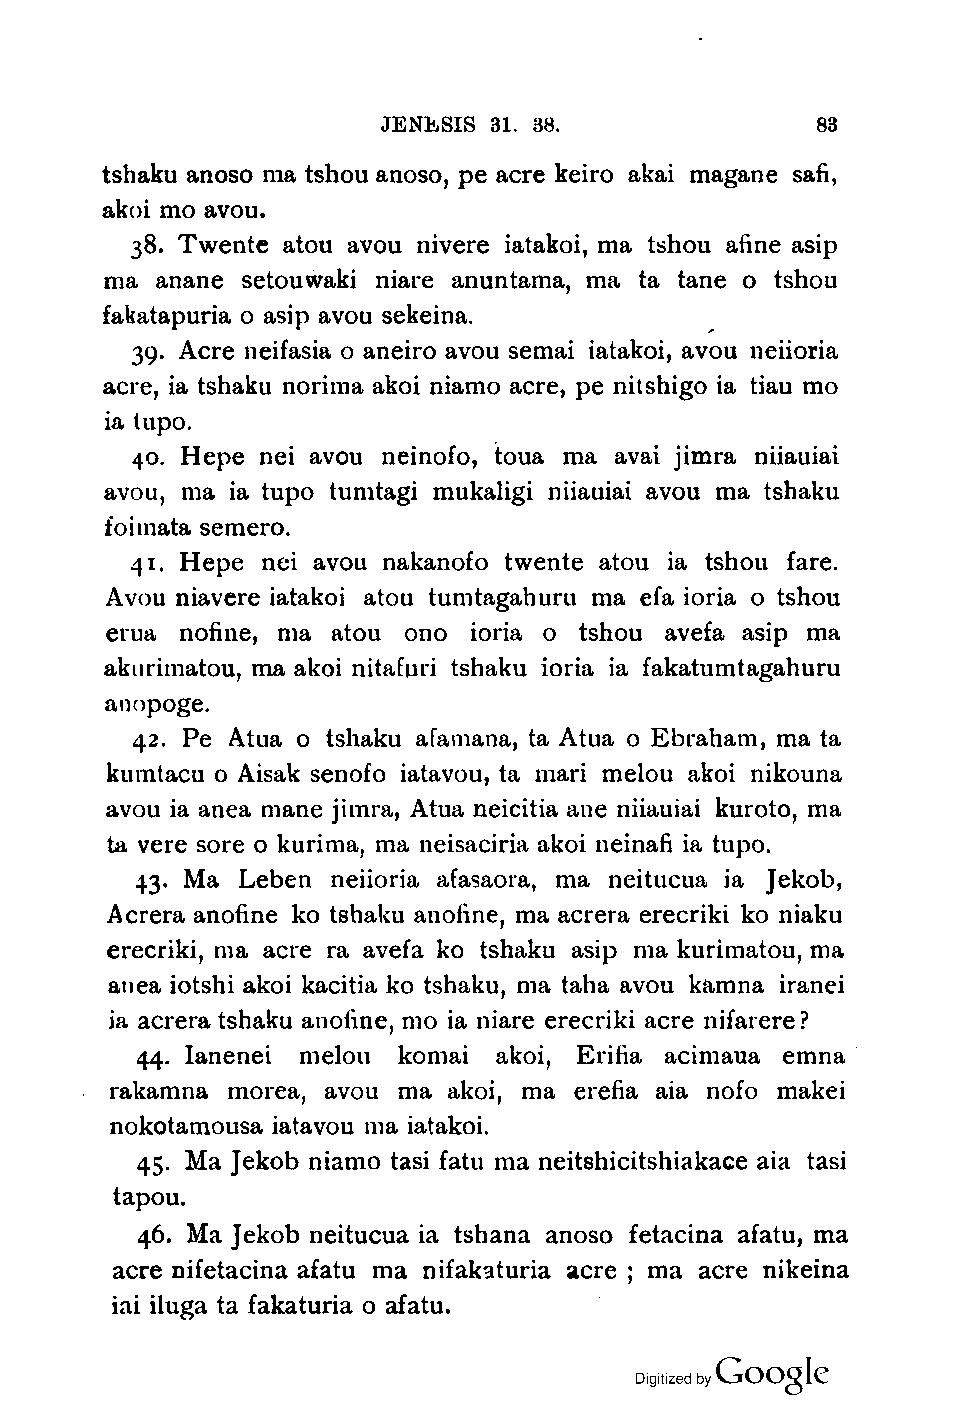 JENESIS 31. 38. 83
tshaku anoso ma tshou anoso, pe acre keiro akai magane safi,
akoi mo avou.
38. Twente atou avou nivere iatakoi, ma tshou afine asip
ma anane setouwaki niare anuntama, ma ta tane o tshou
fakatapuria o asip avou sekeina.
39. Acre neifasia o aneiro avou semai iatakoi, avou neiioria
acre, ia tshaku norima akoi niamo acre, pe nitshigo ia tiau mo
ia tupo.
40. Hepe nei avou neinofo, toua ma avai jimra niiauiai
avou, ma ia tupo tumtagi mukaligi niiauiai avou ma tshaku
foimata semero.
41. Hepe nei avou nakanofo twente atou ia tshou fare.
Avou niavere iatakoi atou tumtagahuru ma efa ioria o tshou
erua nofine, ma atou ono ioria o tshou avefa asip ma
akurimatou, ma akoi nitafuri tshaku ioria ia fakatumtagahuru
anopoge.
42. Pe Atua o tshaku afamana, ta Atua o Ebraham, ma ta
kumtacu o Aisak senofo iatavou, ta mari melou akoi nikouna
avou ia anea mane jimra, Atua neicitia ane niiauiai kuroto, ma
ta vere sore o kurima, ma neisaciria akoi neinafi ia tupo.
43. Ma Leben neiioria afasaora, ma neitucua ia Jekob,
Acrera anofine ko tshaku anofine, ma acrera erecriki ko niaku
erecriki, ma acre ra avefa ko tshaku asip ma kurimatou, ma
anea iotshi akoi kacitia ko tshaku, ma taha avou kamna iranei
ia acrera tshaku anofine, mo ia niare erecriki acre nifarere?
44. Ianenei melou komai akoi, Erifia acimaua emna
rakamna morea, avou ma akoi, ma erefia aia nofo makei
nokotamousa iatavou ma iatakoi.
45. Ma Jekob niamo tasi fatu ma neitshicitshiakace aia tasi
tapou.
46. Ma Jekob neitucua ia tshana anoso fetacina afatu, ma
acre nifetacina afatu ma nifakaturia acre ; ma acre nikeina
iai iluga ta fakaturia o afatu.
Digitized by Google